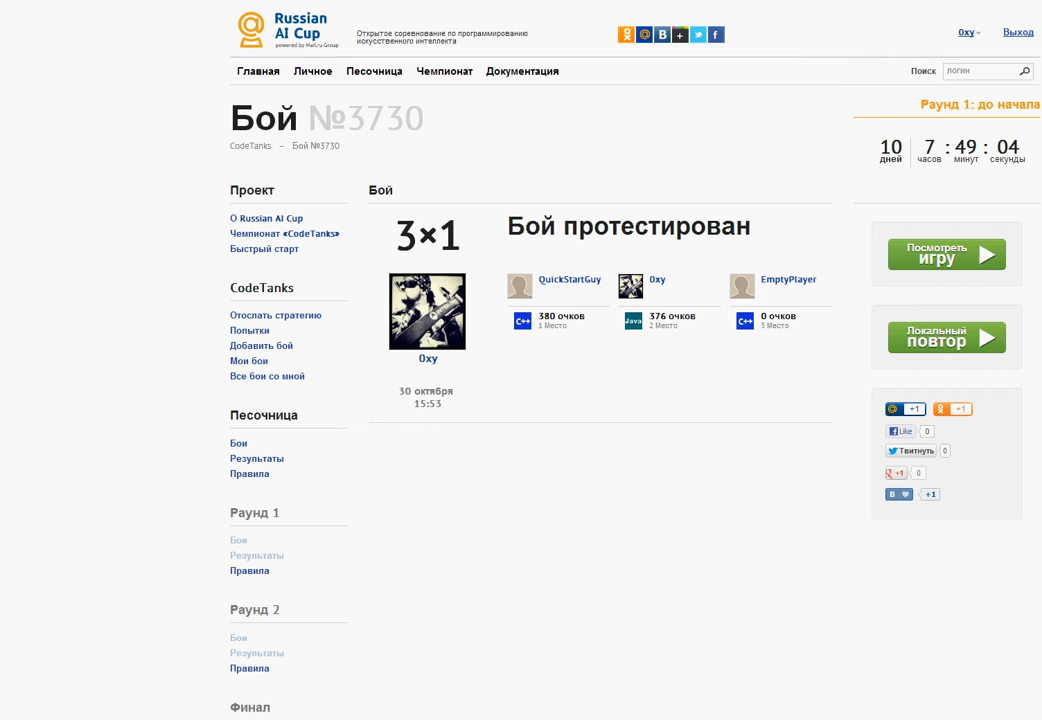 Russian
AI Cup
powered by Mail.ru Group
Открытое соревнование по программированию
искусственного интеллекта
0xy
Выход
Главная Личное Песочница Чемпионат Документация
Поиск логин
Бой №3730
CodeTanks – Бой №3730
Раунд 1: до начала
10 7 : 49 : 04
дней часов минут секунды
Проект
О Russian AI Cup
Чемпионат «CodeTanks»
Быстрый старт
CodeTanks
Отослать стратегию
Попытки
Добавить бой
Мои бои
Все бои со мной
Песочница
Бои
Результаты
Правила
Раунд 1
Бои
Результаты
Правила
Раунд 2
Бои
Результаты
Правила
Финал
Бой
3×1
0xy
30 октября
15:53
Бой протестирован
QuickStartGuy
C++ 380 очков
1 Место
0xy
Java 376 очков
2 Место
EmptyPlayer
C++ 0 очков
3 Место
Посмотреть
игру
Локальный
повтор
+1 +1
Like 0
Твитнуть 0
+1 0
В +1